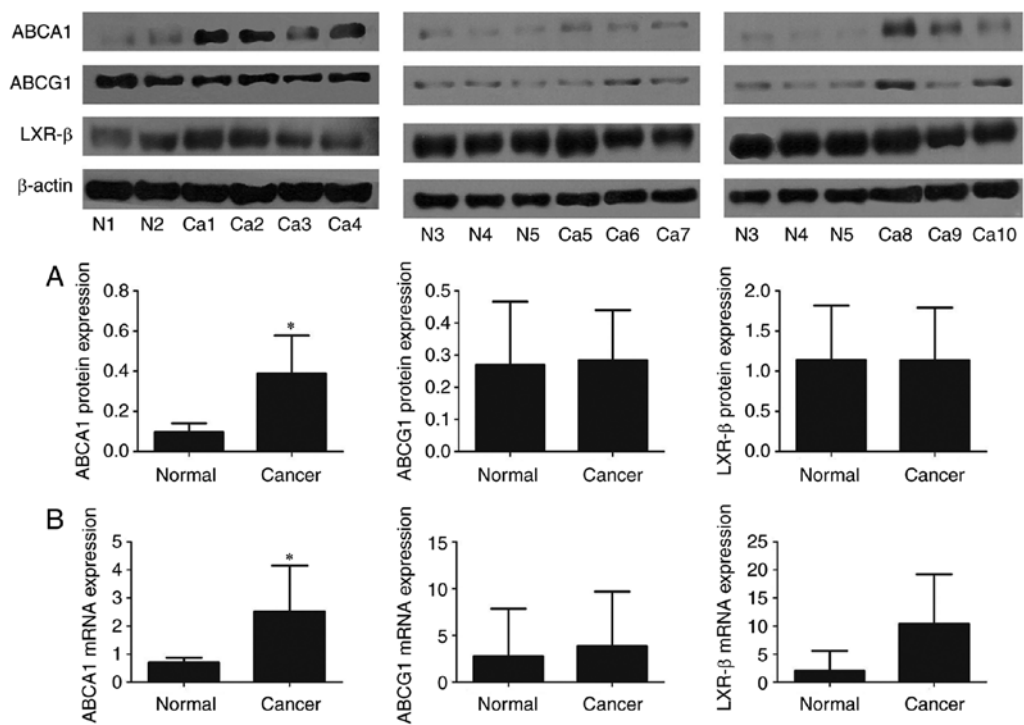 ABCA1
ABCG1
LXR-β
β-actin
N1 N2 Ca1 Ca2 Ca3 Ca4
N3 N4 N5 Ca5 Ca6 Ca7
N3 N4 N5 Ca8 Ca9 Ca10
A
ABCA1 protein expression
0.8
0.6
0.4
0.2
0.0
*
Normal Cancer
ABCG1 protein expression
0.5
0.4
0.3
0.2
0.1
0.0
Normal Cancer
LXR-β protein expression
2.0
1.5
1.0
0.5
0.0
Normal Cancer
B
ABCA1 mRNA expression
5
4
3
2
1
0
*
Normal Cancer
ABCG1 mRNA expression
15
10
5
0
Normal Cancer
LXR-β mRNA expression
25
20
15
10
5
0
Normal Cancer